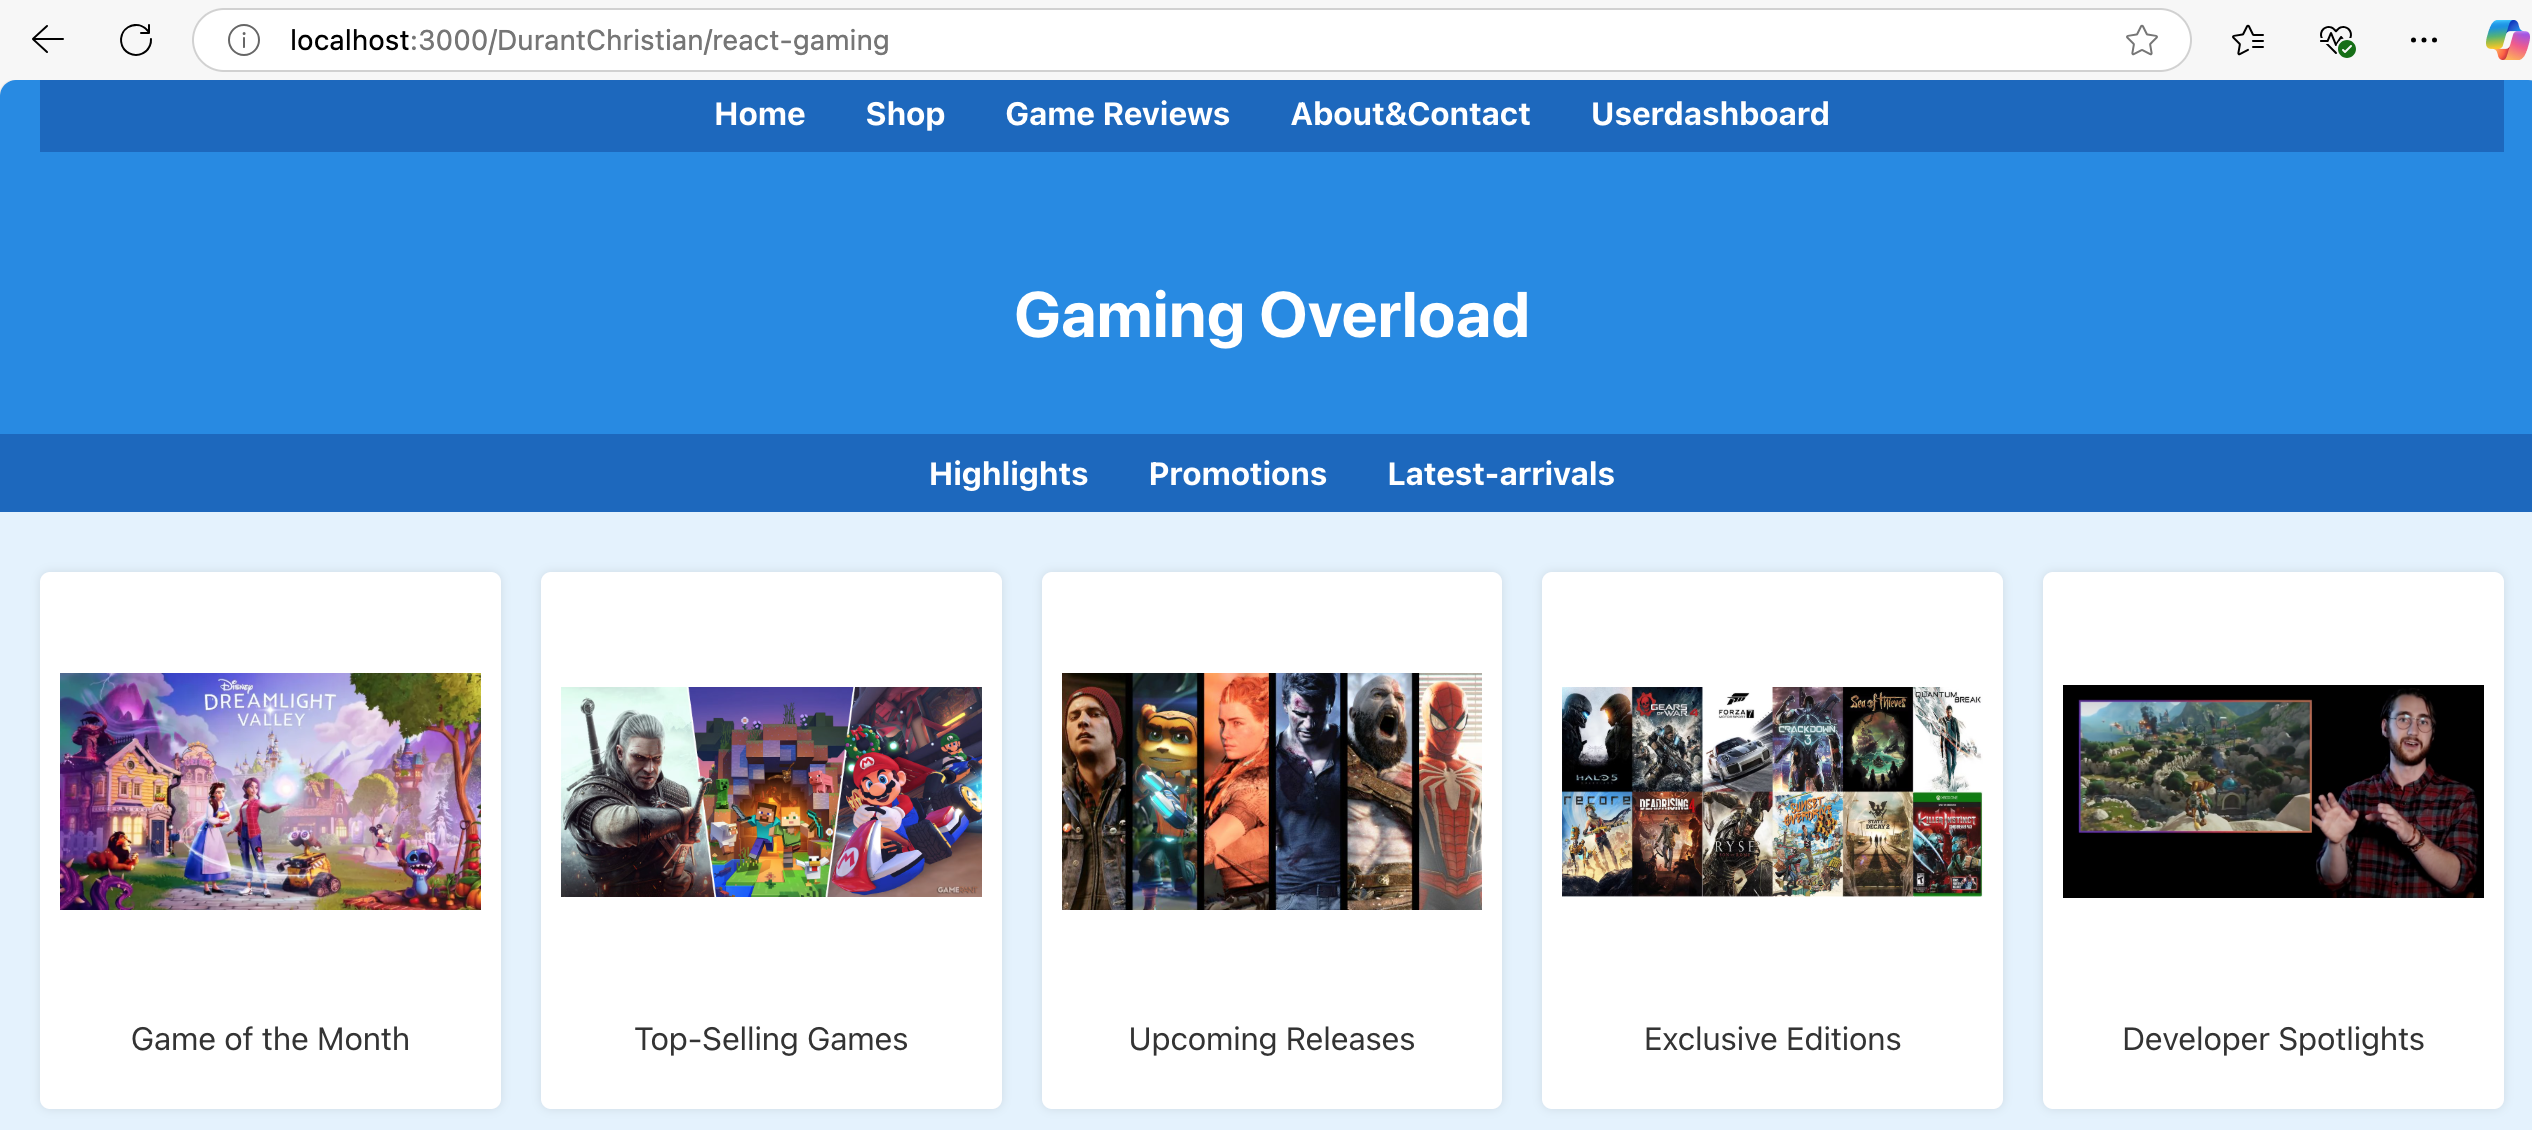 localhost:3000/DurantChristian/react-gaming
Home Shop Game Reviews About&Contact Userdashboard
Gaming Overload
Highlights Promotions Latest-arrivals
Disney
DREAMLIGHT
VALLEY
GAMERANT
HALO 5
GEARS
OF WAR
FORZA
MOTORSPORT 7
CRACKDOWN
3
Sea of Thieves
QUANTUM
BREAK
recore
DEADRISING
RYSE
SUNSET
OVERDRIVE
STATE OF
DECAY 2
KILLER INSTINCT
Game of the Month
Top-Selling Games
Upcoming Releases
Exclusive Editions
Developer Spotlights